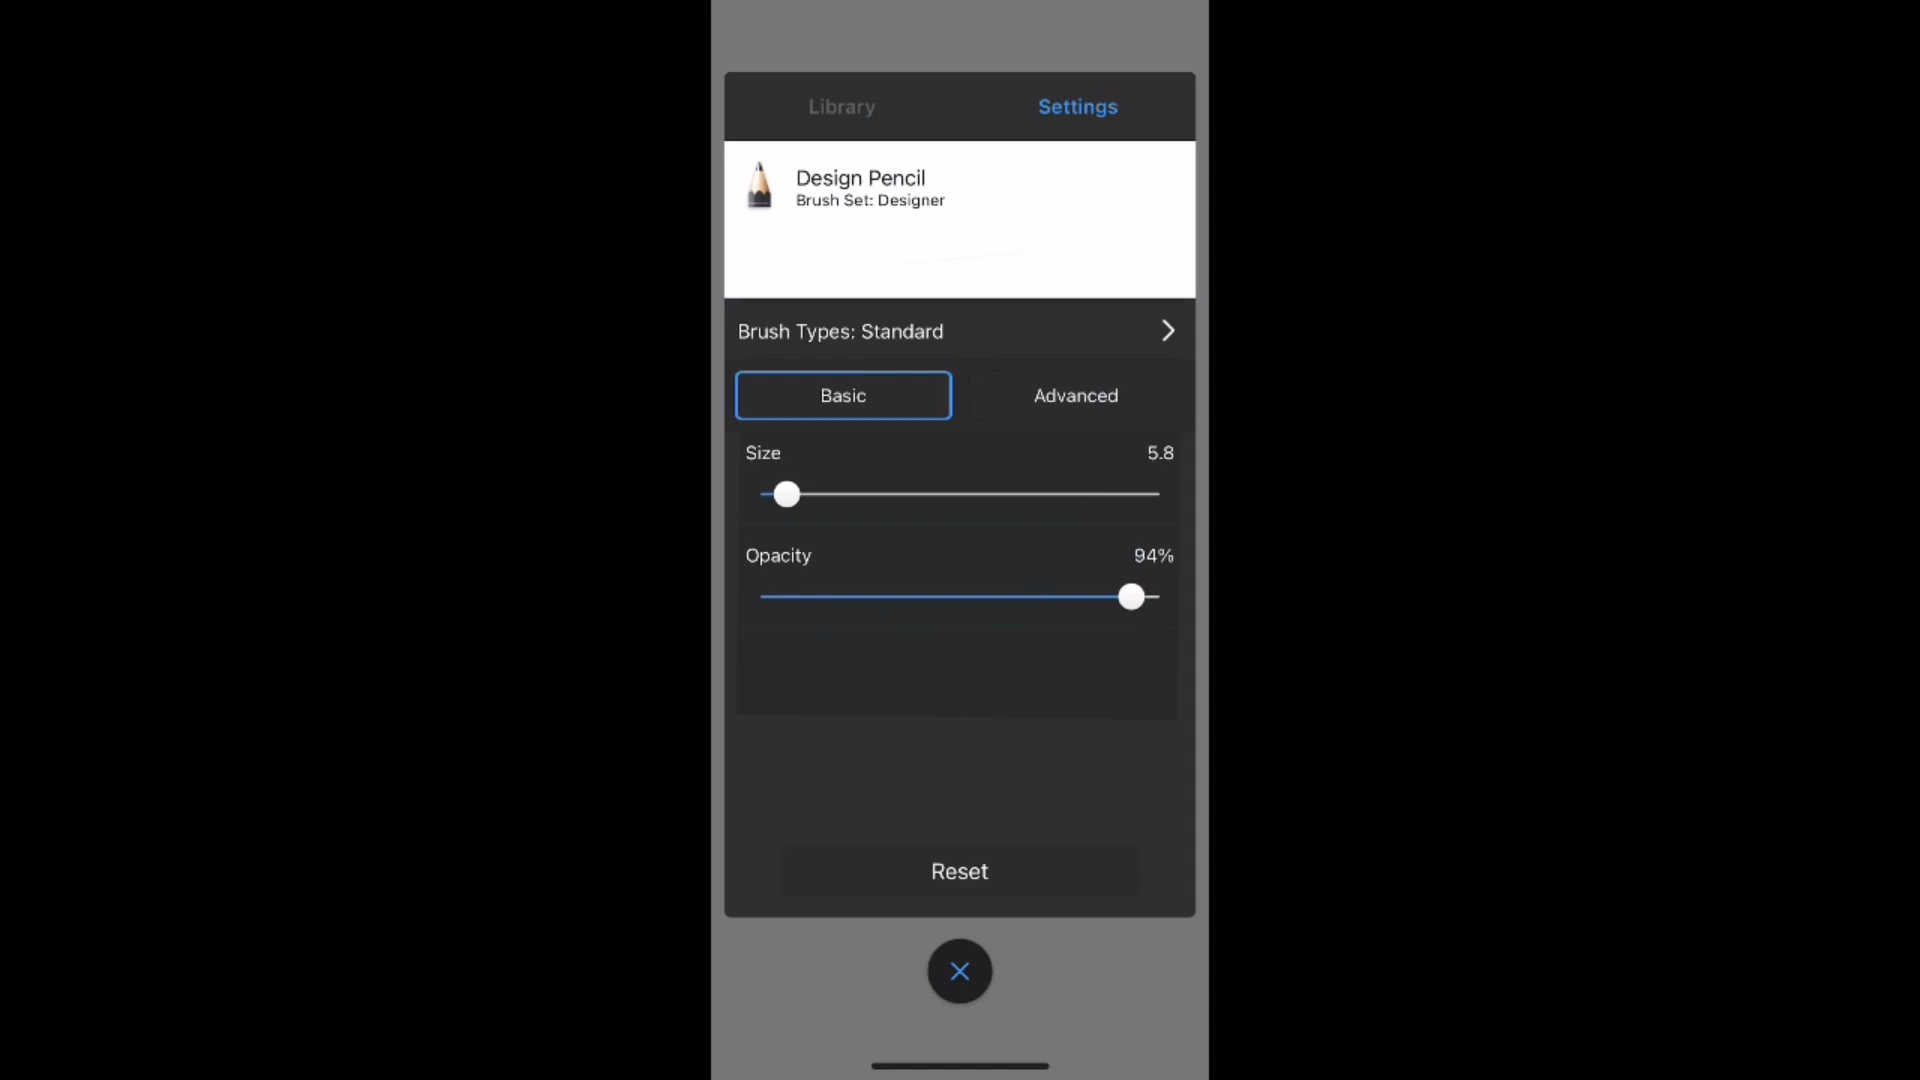 Library
Settings
Design Pencil
Brush Set: Designer
Brush Types: Standard
Basic
Advanced
Size
5.8
Opacity
94%
Reset